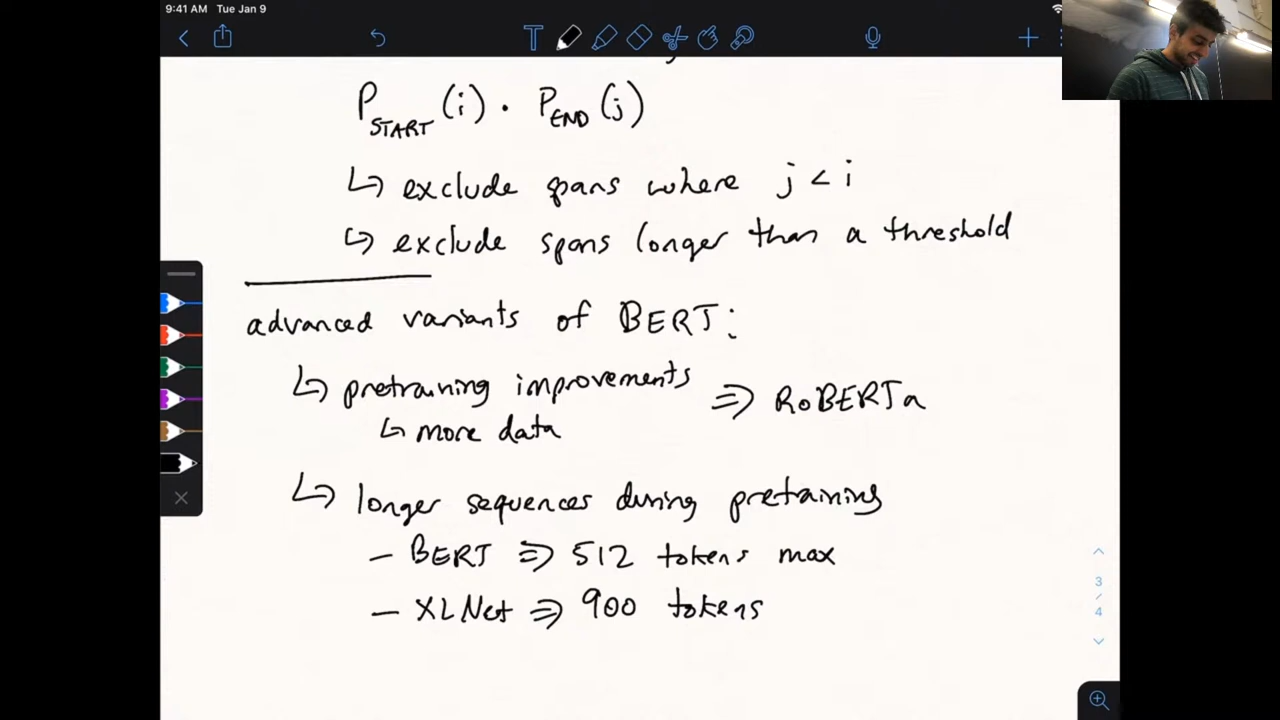 9:41 AM Tue Jan 9
P_START (i) · P_END (j)
↳ exclude spans where j < i
↳ exclude spans longer than a threshold
advanced variants of BERT:
↳ pretraining improvements ⇒ RoBERTa
↳ more data
↳ longer sequences during pretraining
– BERT ⇒ 512 tokens max
– XLNet ⇒ 900 tokens
3
/
4